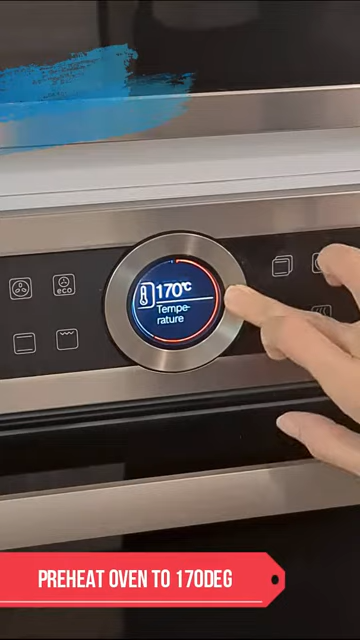 eco
170°C
Tempe-
rature
PREHEAT OVEN TO 170DEG